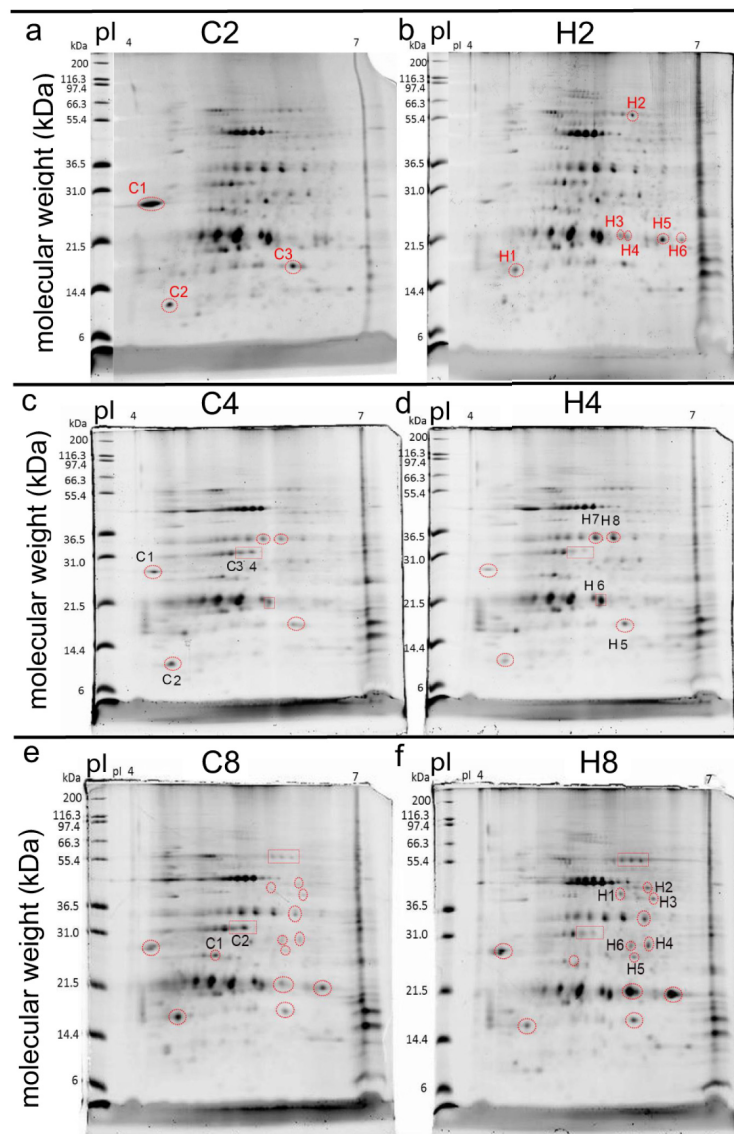 a pI C2
4 7
kDa
200
116.3
97.4
66.3
55.4
36.5
31.0
21.5
14.4
6
C1
C2
C3
molecular weight (kDa)
b pI H2
pI 4 7
kDa
200
116.3
97.4
66.3
55.4
36.5
31.0
21.5
14.4
6
H2
H3
H4
H5
H6
H1
c pI C4
4 7
kDa
200
116.3
97.4
66.3
55.4
36.5
31.0
21.5
14.4
6
C1
C3 4
C2
molecular weight (kDa)
d pI H4
4 7
kDa
200
116.3
97.4
66.3
55.4
36.5
31.0
21.5
14.4
6
H7 H8
H 6
H 5
e pI C8
pI 4 7
kDa
200
116.3
97.4
66.3
55.4
36.5
31.0
21.5
14.4
6
C1
C2
molecular weight (kDa)
f pI H8
pI 4 7
kDa
200
116.3
97.4
66.3
55.4
36.5
31.0
21.5
14.4
6
H1
H2
H3
H6
H4
H5